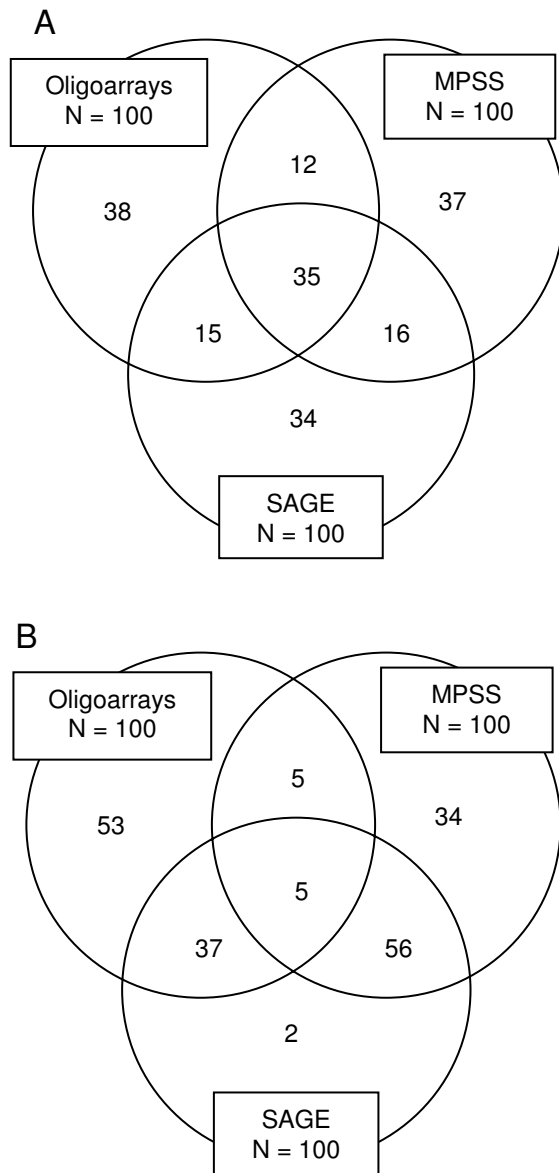 A
Oligoarrays
N = 100
MPSS
N = 100
12
38
37
35
15
16
34
SAGE
N = 100
B
Oligoarrays
N = 100
MPSS
N = 100
5
53
34
5
37
56
2
SAGE
N = 100